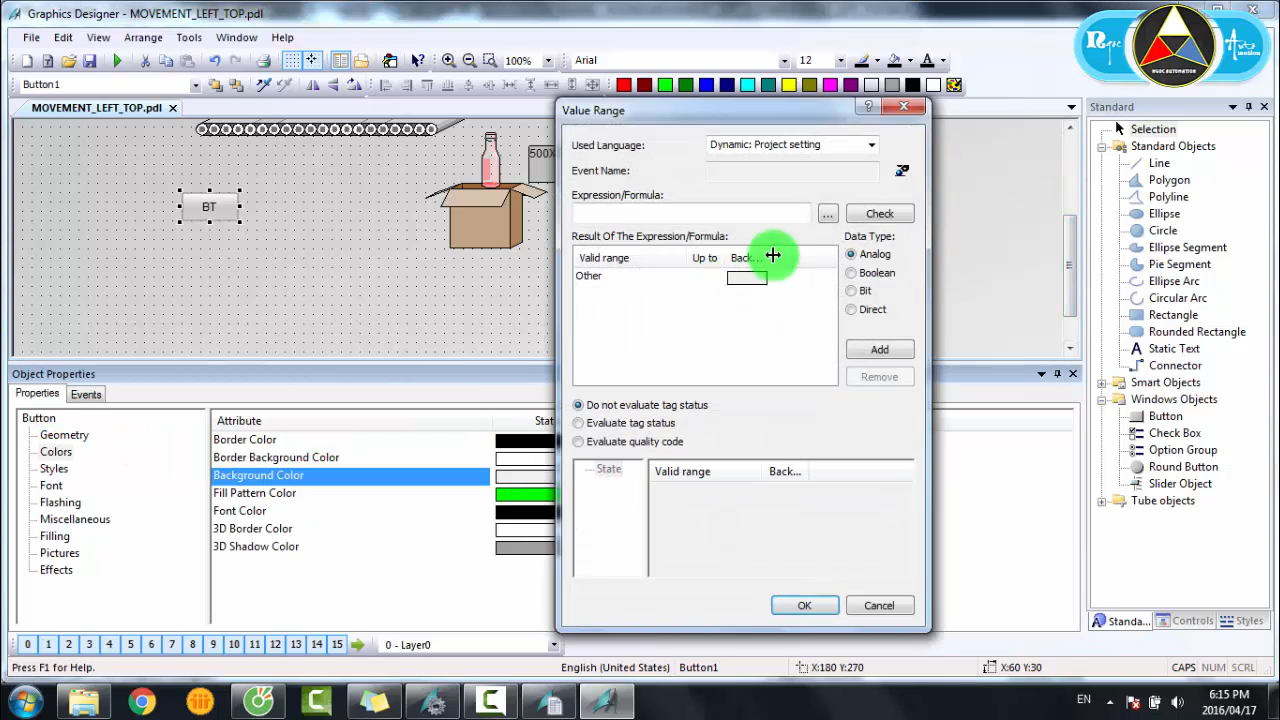 Graphics Designer - MOVEMENT_LEFT_TOP.pdl
File Edit View Arrange Tools Window Help
100% Arial 12
Button1
MOVEMENT_LEFT_TOP.pdl
BT
500X
Value Range
Used Language: Dynamic: Project setting
Event Name:
Expression/Formula:
... Check
Result Of The Expression/Formula: Data Type:
Valid range Up to Back...
Other
Analog
Boolean
Bit
Direct
Add
Remove
Do not evaluate tag status
Evaluate tag status
Evaluate quality code
State Valid range Back...
OK Cancel
Standard
Selection
Standard Objects
Line
Polygon
Polyline
Ellipse
Circle
Ellipse Segment
Pie Segment
Ellipse Arc
Circular Arc
Rectangle
Rounded Rectangle
Static Text
Connector
Smart Objects
Windows Objects
Button
Check Box
Option Group
Round Button
Slider Object
Tube objects
Standa... Controls Styles
Object Properties
Properties Events
Button
Geometry
Colors
Styles
Font
Flashing
Miscellaneous
Filling
Pictures
Effects
Attribute Stat
Border Color
Border Background Color
Background Color
Fill Pattern Color
Font Color
3D Border Color
3D Shadow Color
0 1 2 3 4 5 6 7 8 9 10 11 12 13 14 15 0 - Layer0
Press F1 for Help. English (United States) Button1 X:180 Y:270 X:60 Y:30 CAPS NUM SCRL
EN 6:15 PM
2016/04/17